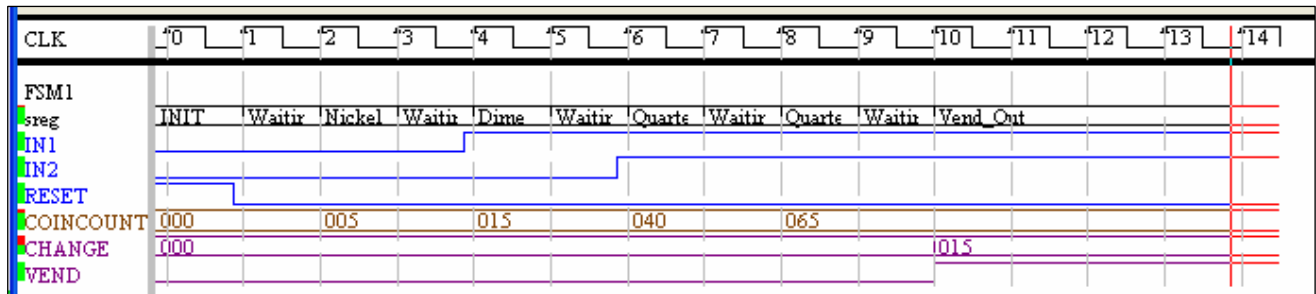 CLK 0 1 2 3 4 5 6 7 8 9 10 11 12 13 14
FSM1
sreg INIT Waitir Nickel Waitir Dime Waitir Quarte Waitir Quarte Waitir Vend_Out
IN1
IN2
RESET
COINCOUNT 000 005 015 040 065
CHANGE 000 015
VEND